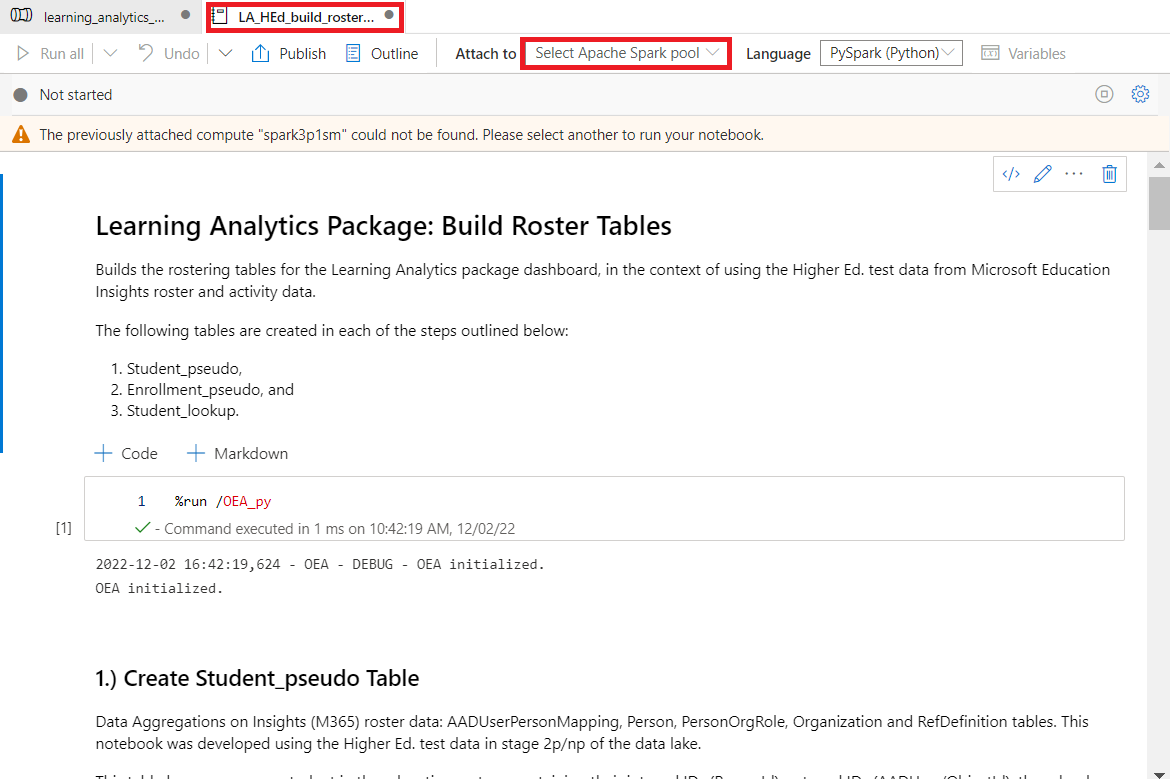 learning_analytics_...
LA_HEd_build_roster...
Run all Undo Publish Outline Attach to Select Apache Spark pool Language PySpark (Python) Variables
Not started
The previously attached compute "spark3p1sm" could not be found. Please select another to run your notebook.
Learning Analytics Package: Build Roster Tables
Builds the rostering tables for the Learning Analytics package dashboard, in the context of using the Higher Ed. test data from Microsoft Education
Insights roster and activity data.
The following tables are created in each of the steps outlined below:
1. Student_pseudo,
2. Enrollment_pseudo, and
3. Student_lookup.
Code Markdown
1 %run /OEA_py
[1] - Command executed in 1 ms on 10:42:19 AM, 12/02/22
2022-12-02 16:42:19,624 - OEA - DEBUG - OEA initialized.
OEA initialized.
1.) Create Student_pseudo Table
Data Aggregations on Insights (M365) roster data: AADUserPersonMapping, Person, PersonOrgRole, Organization and RefDefinition tables. This
notebook was developed using the Higher Ed. test data in stage 2p/np of the data lake.